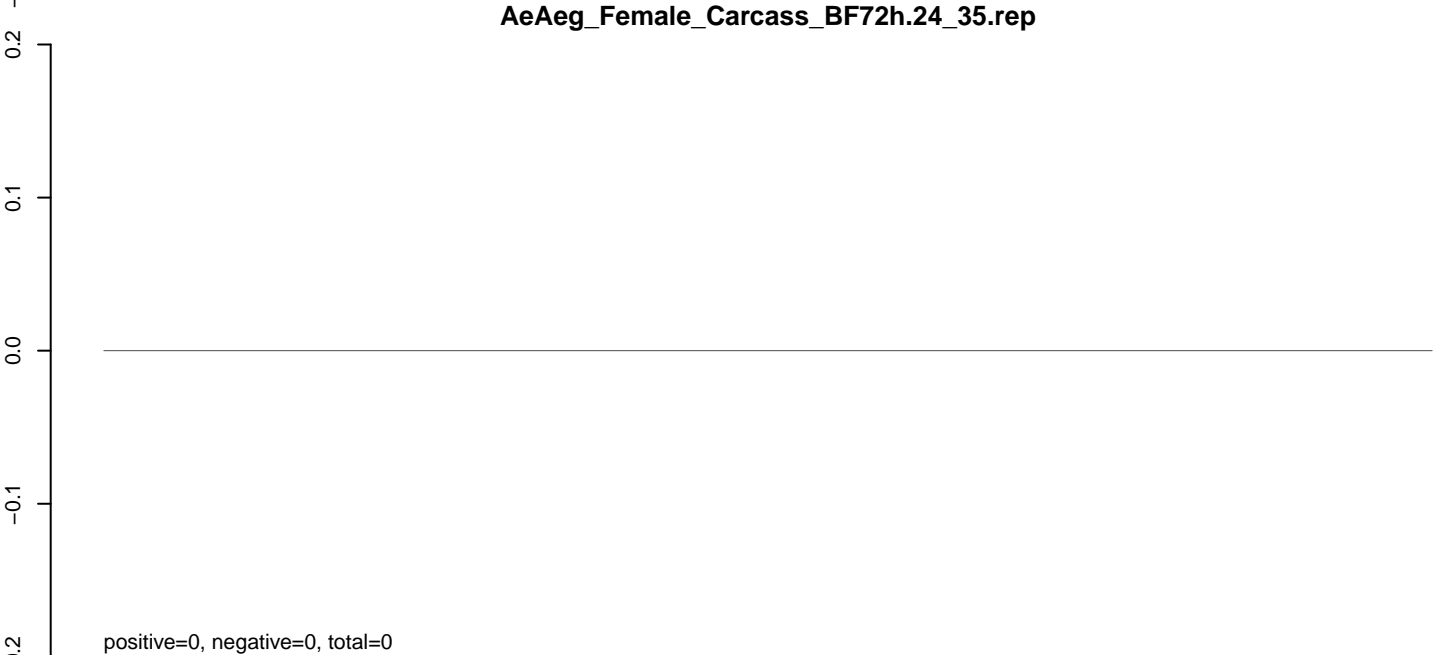 AeAeg_Female_Carcass_BF72h.24_35.rep
0.2
0.1
0.0
−0.1
positive=0, negative=0, total=0